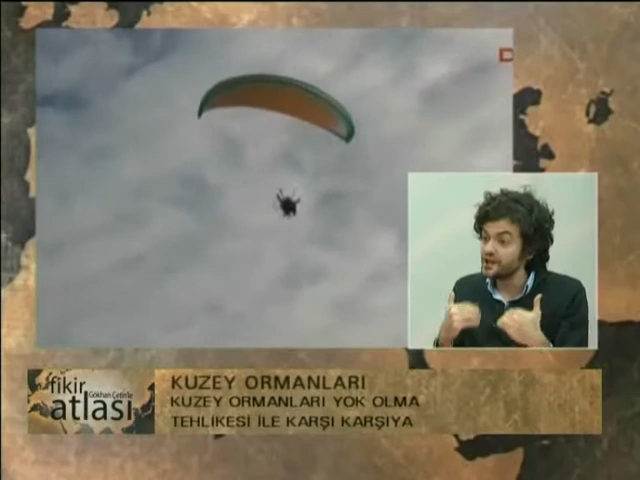 D
fikir
Gökhan Çetin'le
atlası
KUZEY ORMANLARI
KUZEY ORMANLARI YOK OLMA
TEHLİKESİ İLE KARŞI KARŞIYA